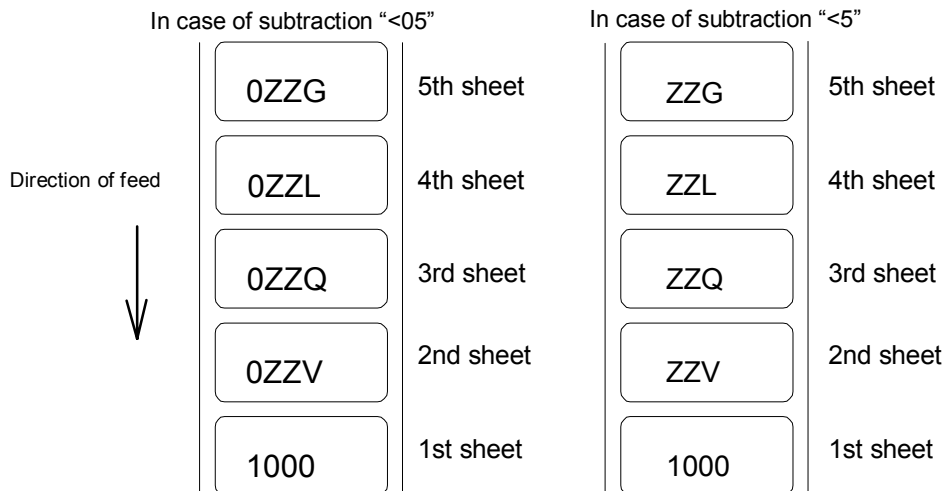 In case of subtraction “<05”
In case of subtraction “<5”
0ZZG
5th sheet
ZZG
5th sheet
Direction of feed
0ZZL
4th sheet
ZZL
4th sheet
0ZZQ
3rd sheet
ZZQ
3rd sheet
0ZZV
2nd sheet
ZZV
2nd sheet
1000
1st sheet
1000
1st sheet